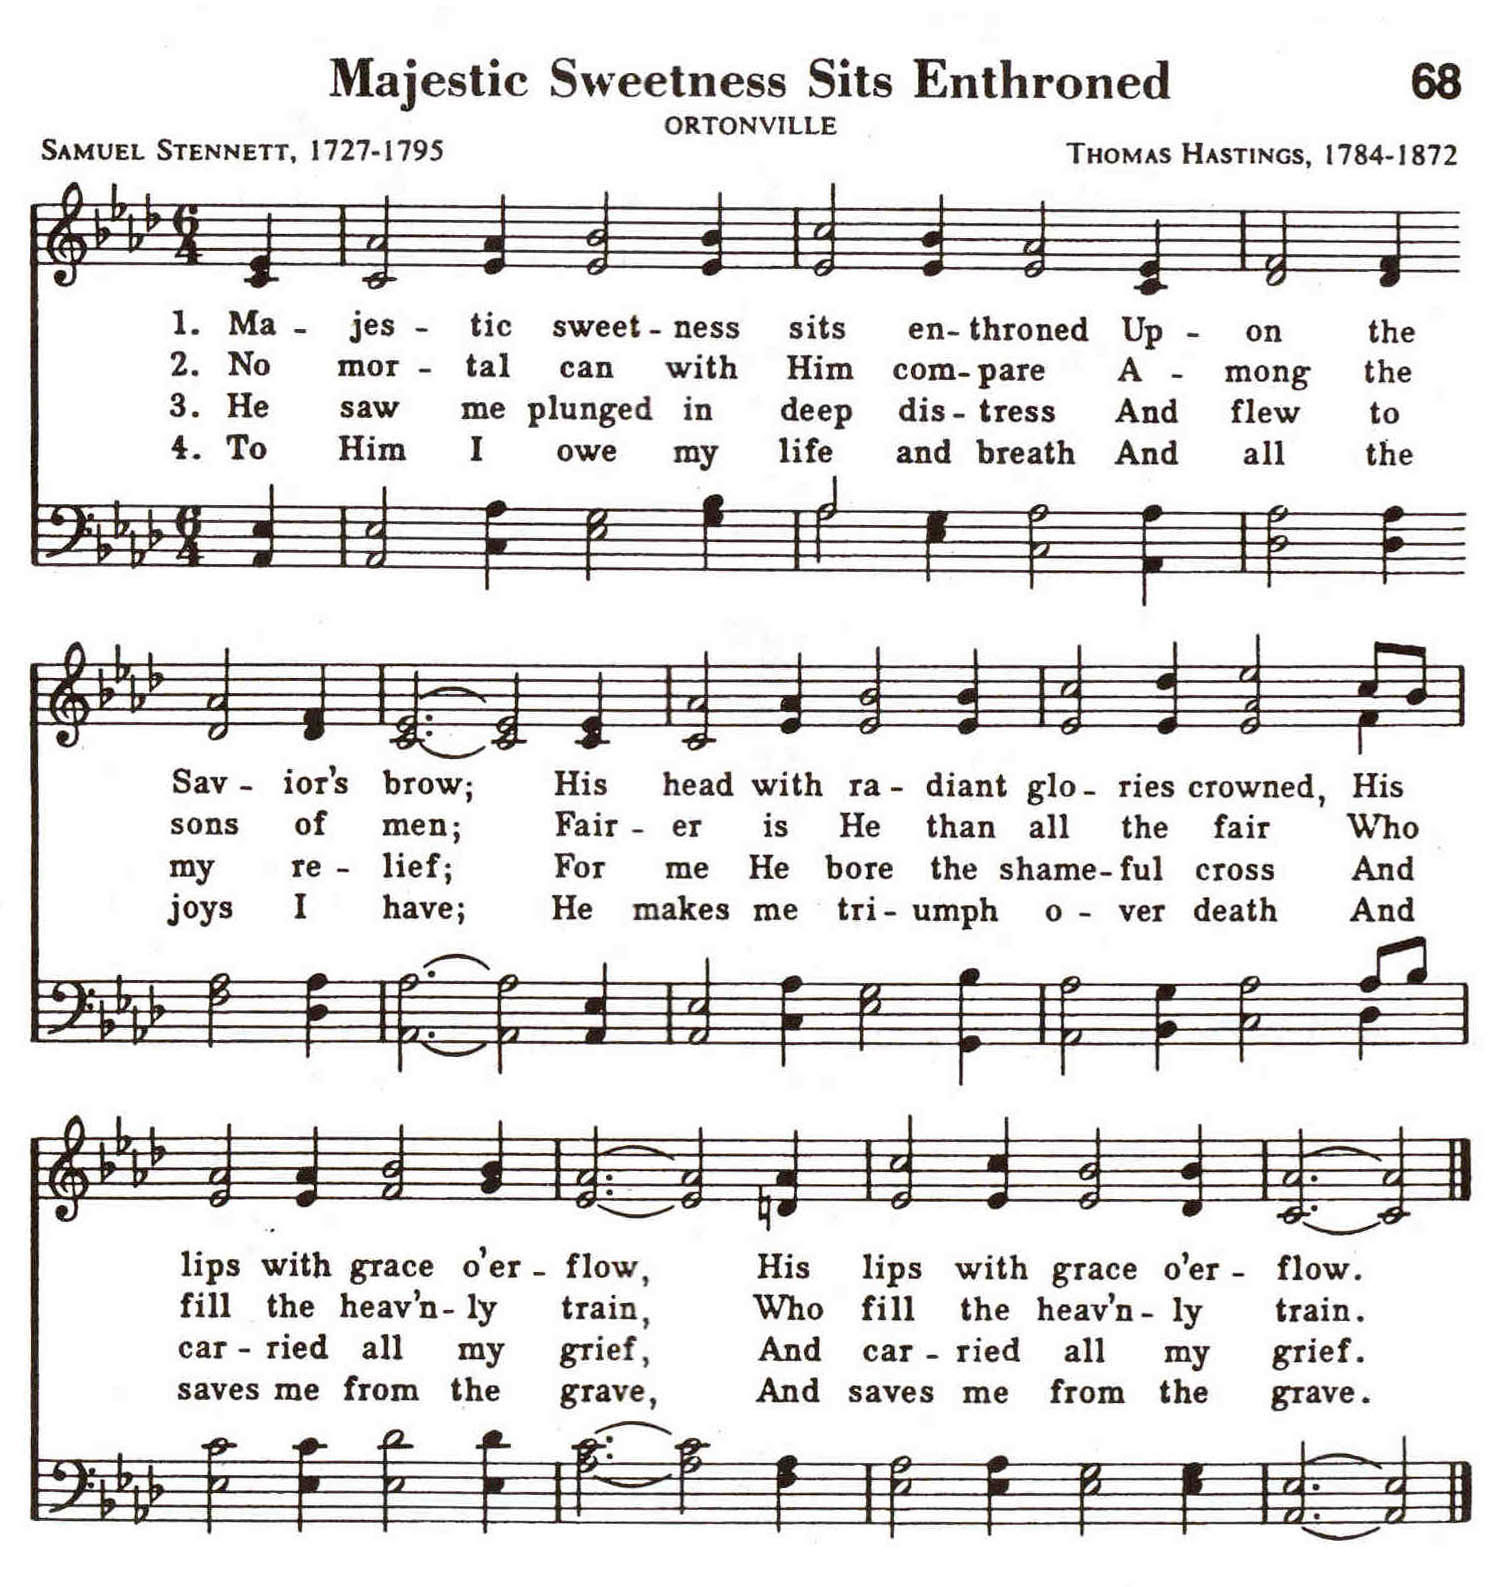 Majestic Sweetness Sits Enthroned 68
ORTONVILLE
SAMUEL STENNETT, 1727-1795
THOMAS HASTINGS, 1784-1872
6
4
1. Ma - jes - tic sweet - ness sits en - throned Up - on the
2. No mor - tal can with Him com - pare A - mong the
3. He saw me plunged in deep dis - tress And flew to
4. To Him I owe my life and breath And all the
6
4
Sav - ior's brow; His head with ra - diant glo - ries crowned, His
sons of men; Fair - er is He than all the fair Who
my re - lief; For me He bore the shame - ful cross And
joys I have; He makes me tri - umph o - ver death And
lips with grace o'er - flow, His lips with grace o'er - flow.
fill the heav'n - ly train, Who fill the heav'n - ly train.
car - ried all my grief, And car - ried all my grief.
saves me from the grave, And saves me from the grave.